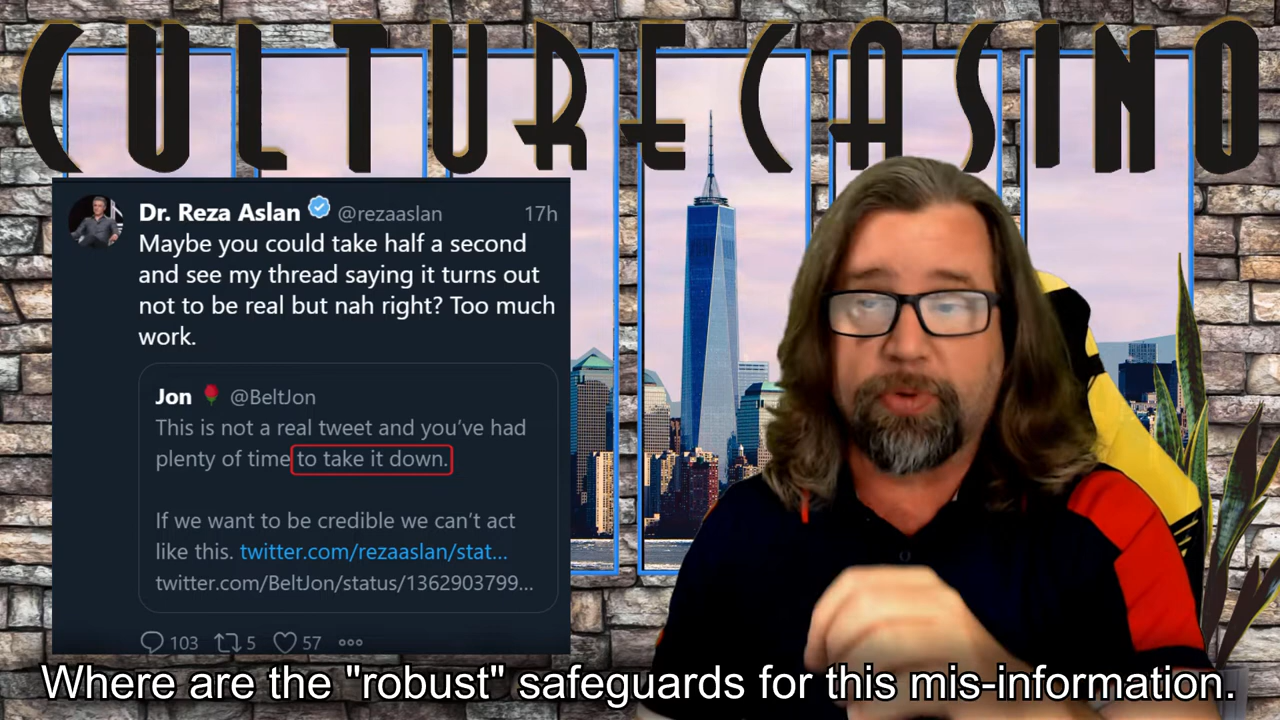 CULTURE CASINO
Dr. Reza Aslan @rezaaslan 17h
Maybe you could take half a second
and see my thread saying it turns out
not to be real but nah right? Too much
work.
Jon @BeltJon
This is not a real tweet and you've had
plenty of time to take it down.
If we want to be credible we can't act
like this. twitter.com/rezaaslan/stat...
twitter.com/BeltJon/status/1362903799...
103 5 57
Where are the "robust" safeguards for this mis-information.